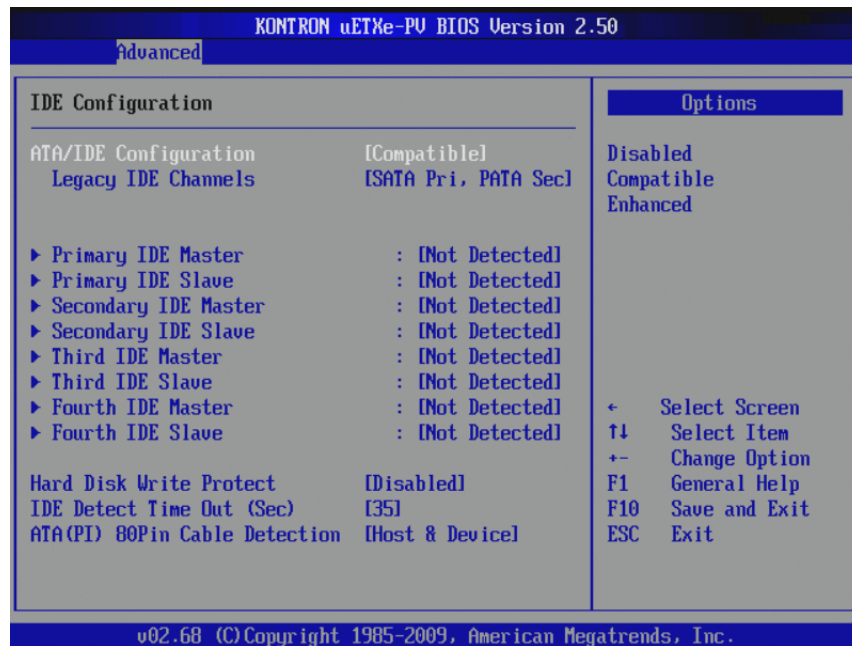 KONTRON uETXe-PV BIOS Version 2.50
Advanced
IDE Configuration
ATA/IDE Configuration [Compatible]
Legacy IDE Channels [SATA Pri, PATA Sec]
▶ Primary IDE Master : [Not Detected]
▶ Primary IDE Slave : [Not Detected]
▶ Secondary IDE Master : [Not Detected]
▶ Secondary IDE Slave : [Not Detected]
▶ Third IDE Master : [Not Detected]
▶ Third IDE Slave : [Not Detected]
▶ Fourth IDE Master : [Not Detected]
▶ Fourth IDE Slave : [Not Detected]
Hard Disk Write Protect [Disabled]
IDE Detect Time Out (Sec) [35]
ATA(PI) 80Pin Cable Detection [Host & Device]
Options
Disabled
Compatible
Enhanced
← Select Screen
↑↓ Select Item
+- Change Option
F1 General Help
F10 Save and Exit
ESC Exit
v02.68 (C)Copyright 1985-2009, American Megatrends, Inc.